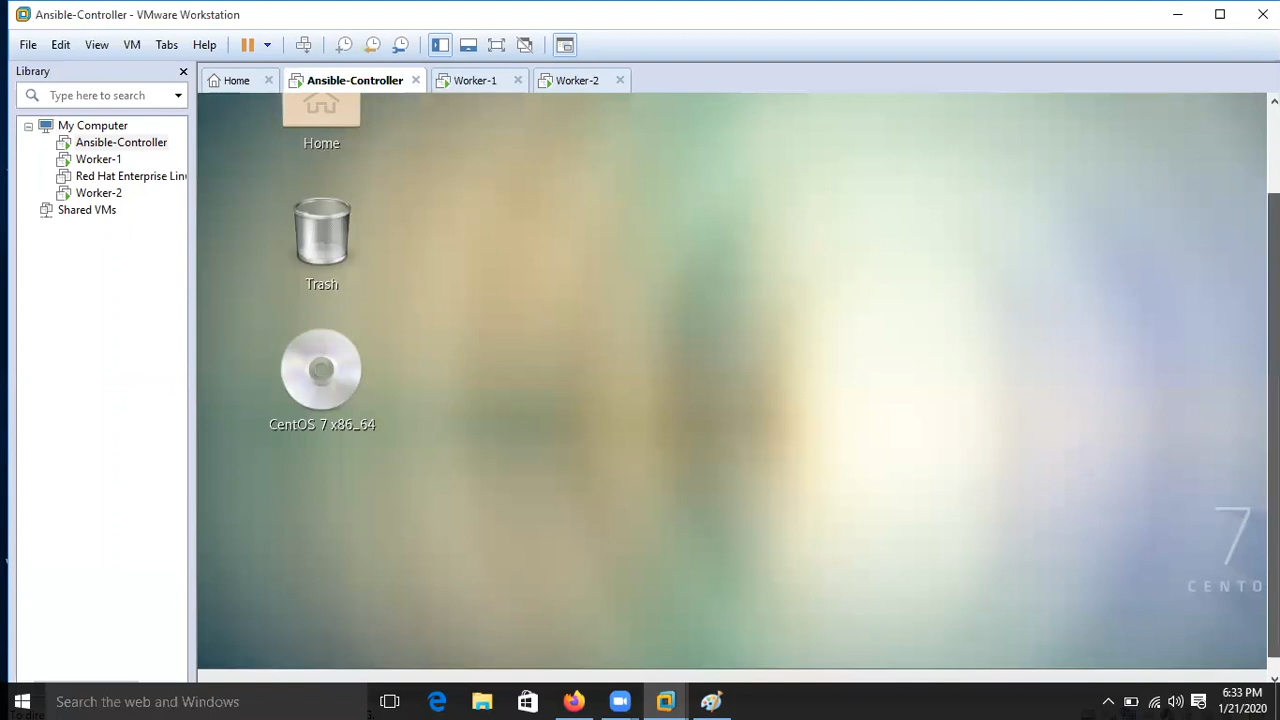 Ansible-Controller - VMware Workstation
File Edit View VM Tabs Help
Library
Home Ansible-Controller Worker-1 Worker-2
Type here to search
My Computer
Ansible-Controller
Worker-1
Red Hat Enterprise Linu
Worker-2
Shared VMs
Home
Trash
CentOS 7 x86_64
7
CENTO
Search the web and Windows
6:33 PM
1/21/2020